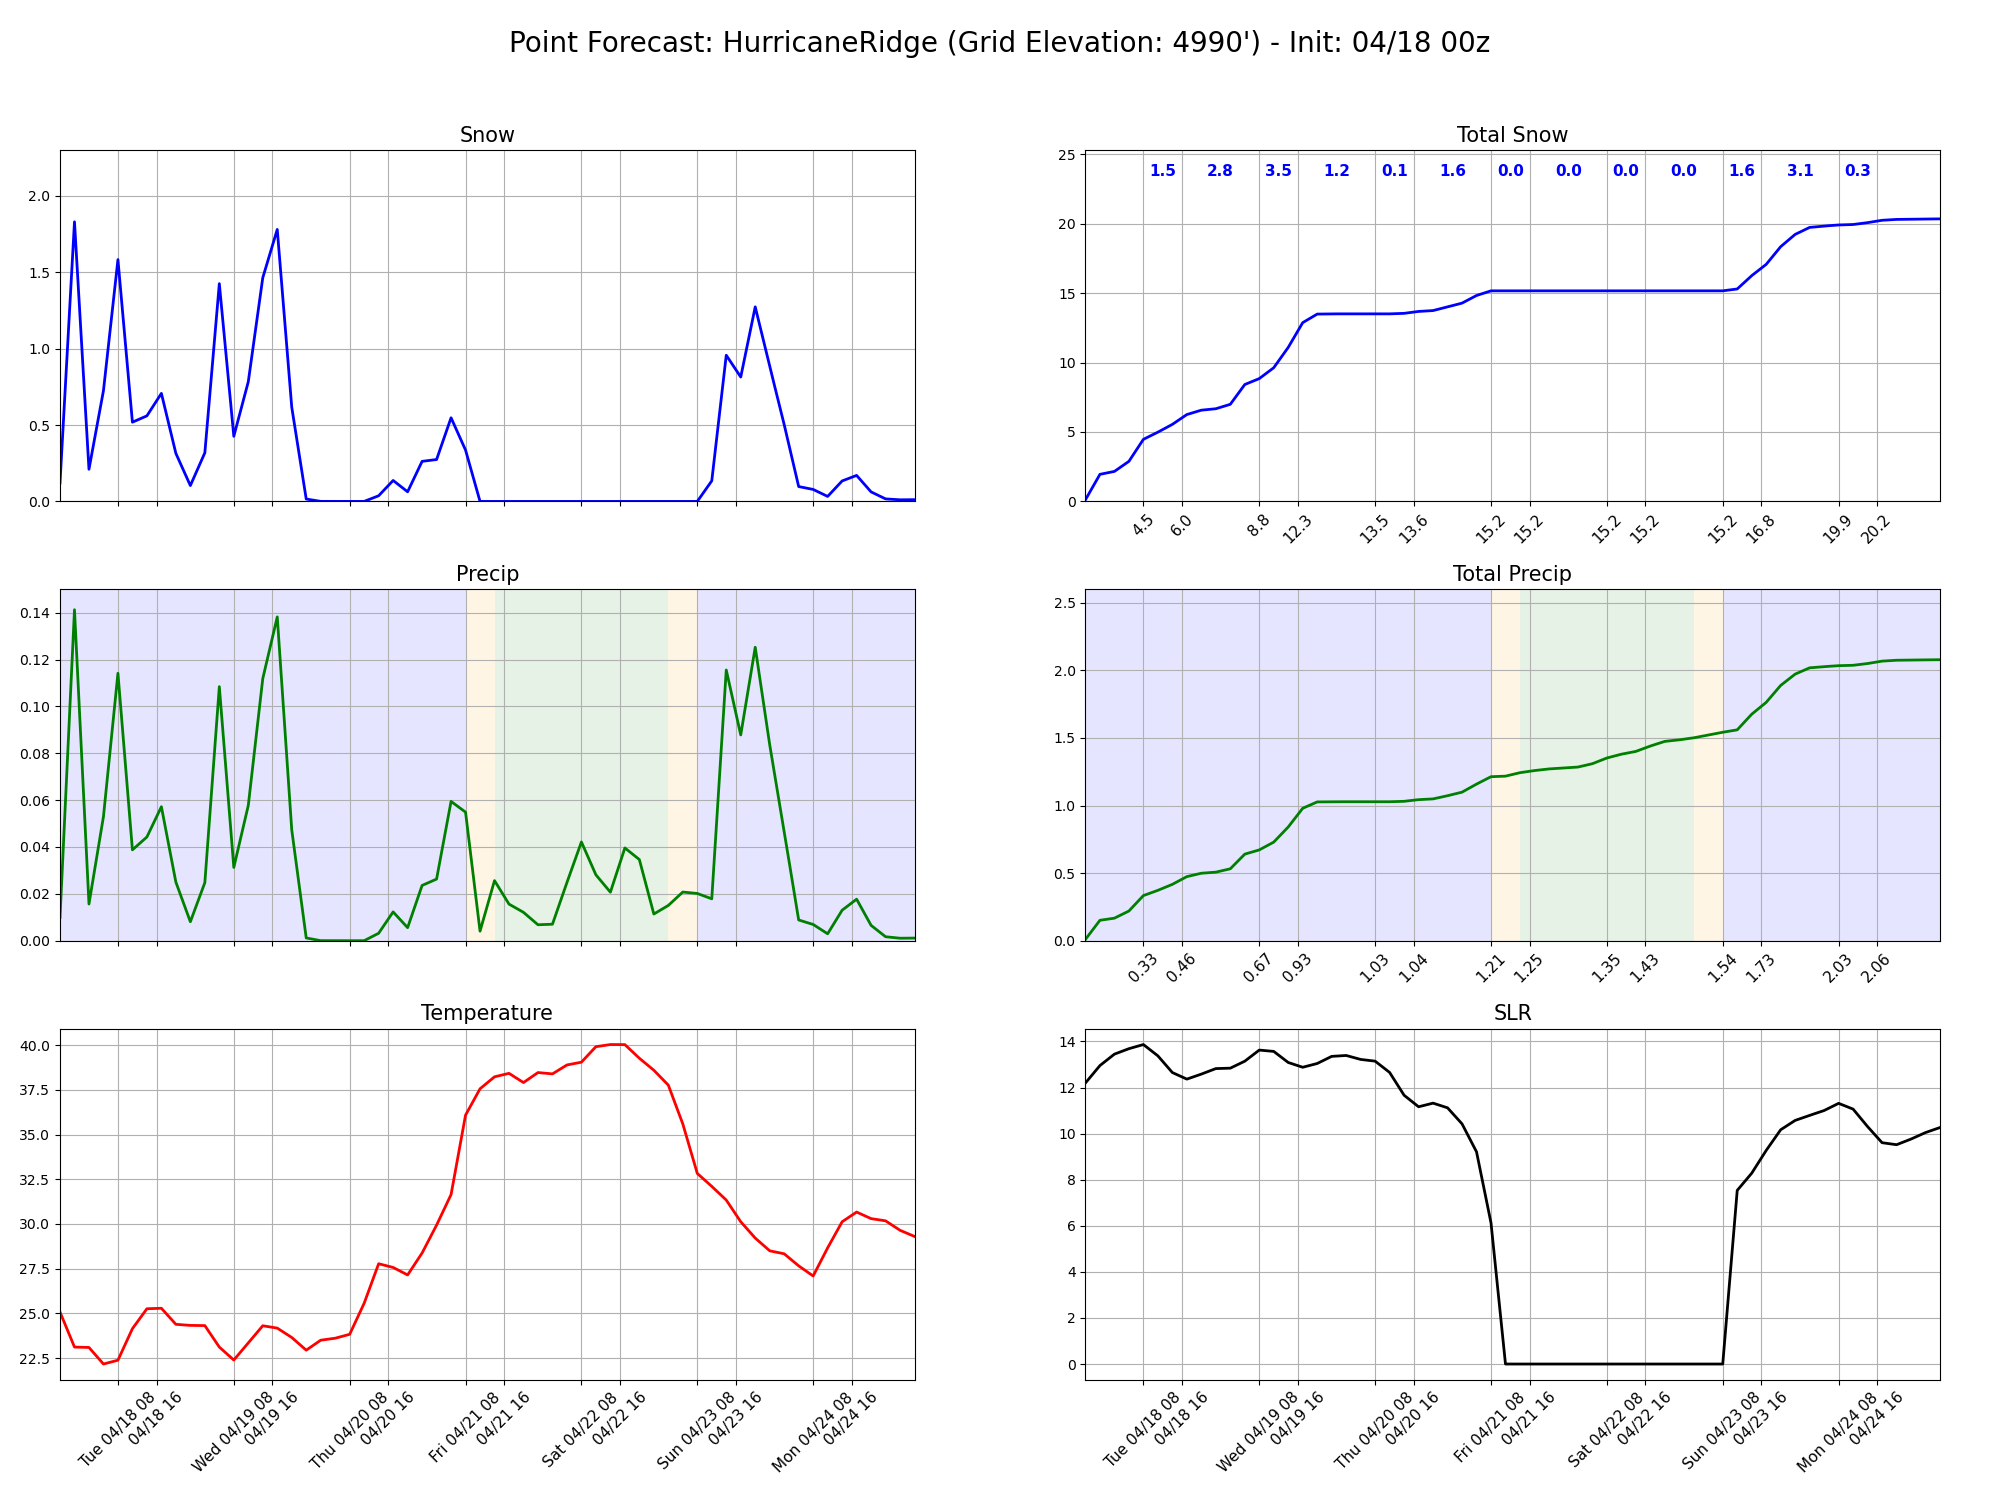 Point Forecast: HurricaneRidge (Grid Elevation: 4990') - Init: 04/18 00z
Snow
2.0
1.5
1.0
0.5
0.0
Total Snow
25
20
15
10
5
0
1.5 2.8 3.5 1.2 0.1 1.6 0.0 0.0 0.0 0.0 1.6 3.1 0.3
4.5 6.0 8.8 12.3 13.5 13.6 15.2 15.2 15.2 15.2 15.2 16.8 19.9 20.2
Precip
0.14
0.12
0.10
0.08
0.06
0.04
0.02
0.00
Total Precip
2.5
2.0
1.5
1.0
0.5
0.0
0.33 0.46 0.67 0.93 1.03 1.04 1.21 1.25 1.35 1.43 1.54 1.73 2.03 2.06
Temperature
40.0
37.5
35.0
32.5
30.0
27.5
25.0
22.5
Tue 04/18 08
04/18 16
Wed 04/19 08
04/19 16
Thu 04/20 08
04/20 16
Fri 04/21 08
04/21 16
Sat 04/22 08
04/22 16
Sun 04/23 08
04/23 16
Mon 04/24 08
04/24 16
SLR
14
12
10
8
6
4
2
0
Tue 04/18 08
04/18 16
Wed 04/19 08
04/19 16
Thu 04/20 08
04/20 16
Fri 04/21 08
04/21 16
Sat 04/22 08
04/22 16
Sun 04/23 08
04/23 16
Mon 04/24 08
04/24 16